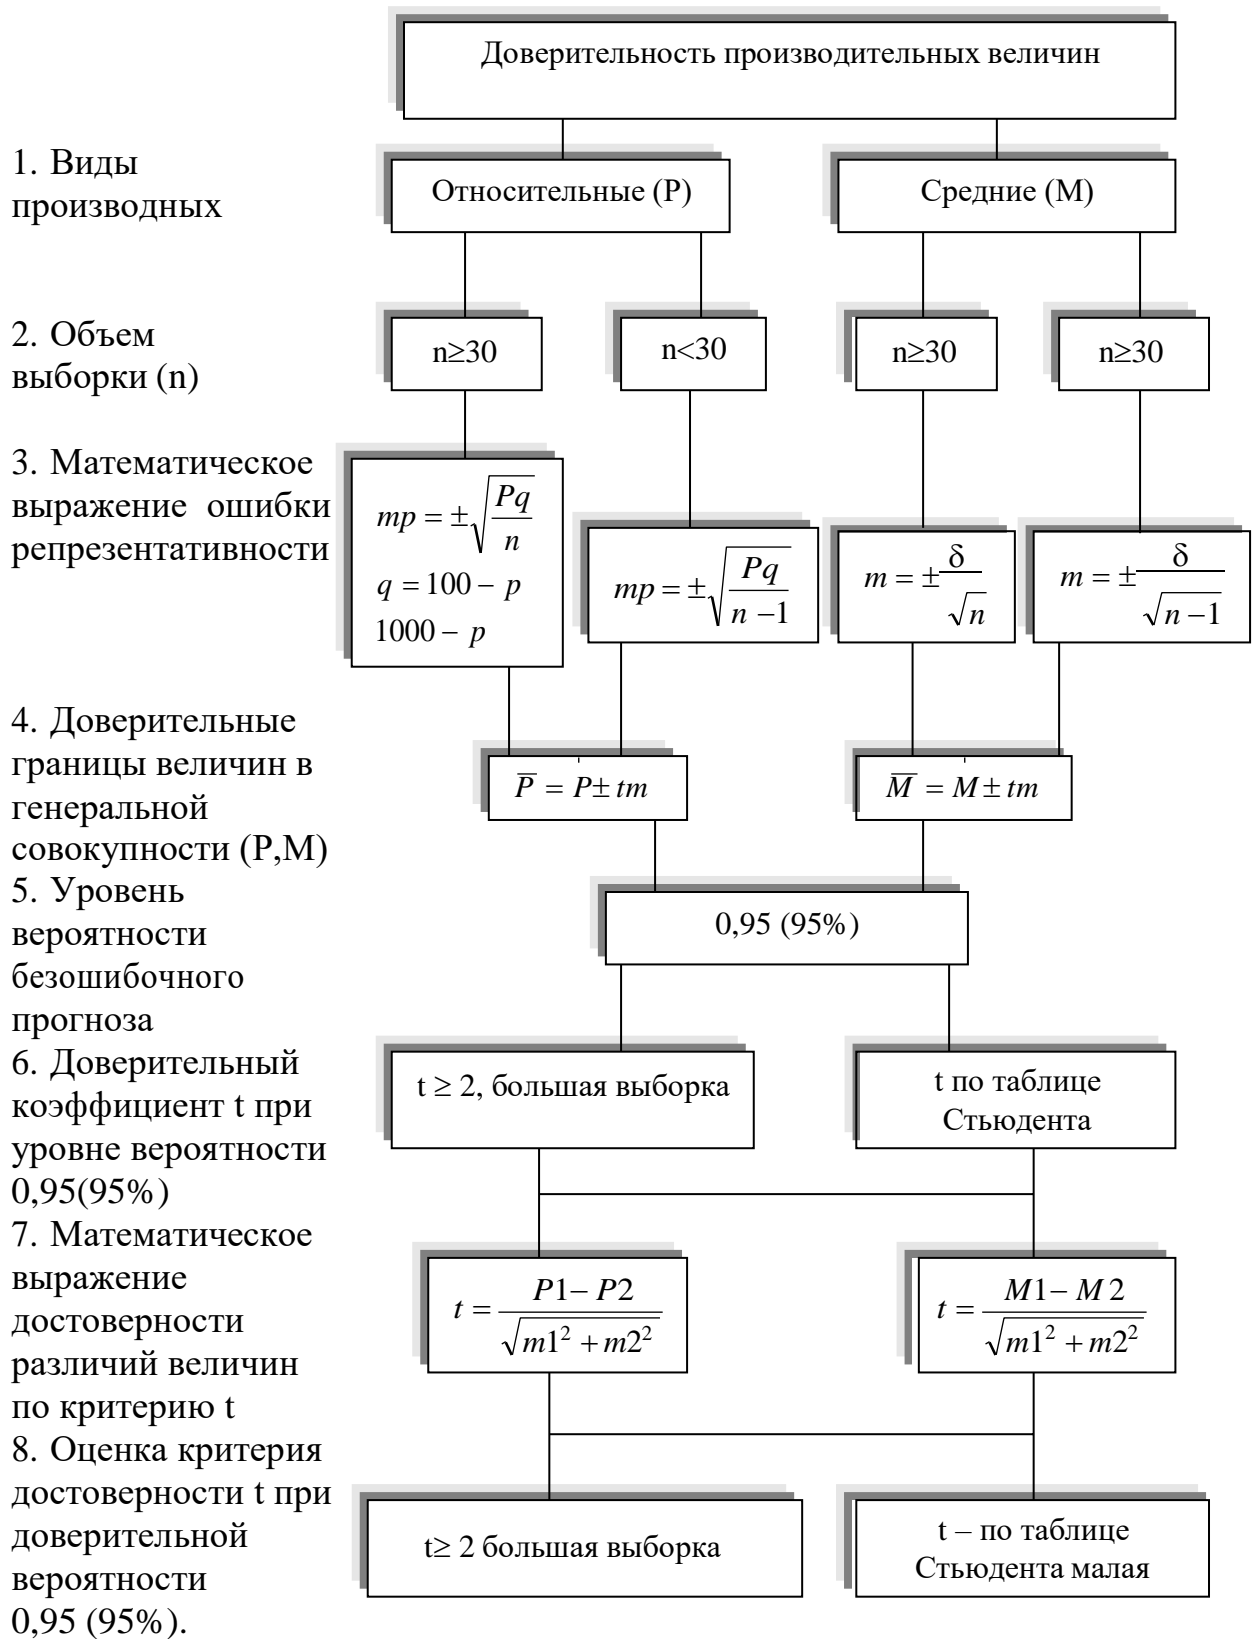 Доверительность производительных величин
1. Виды
производных
Относительные (P)
Средние (M)
2. Объем
выборки (n)
n≥30
n<30
n≥30
n≥30
3. Математическое
выражение ошибки
репрезентативности
mp = ±√(Pq/n)
q = 100 − p
1000 − p
mp = ±√(Pq/(n −1))
m = ± δ/√n
m = ± δ/√(n −1)
4. Доверительные
границы величин в
генеральной
совокупности (P,M)
P̅ = P ± tm
M̅ = M ± tm
5. Уровень
вероятности
безошибочного
прогноза
0,95 (95%)
6. Доверительный
коэффициент t при
уровне вероятности
0,95(95%)
t ≥ 2, большая выборка
t по таблице
Стьюдента
7. Математическое
выражение
достоверности
различий величин
по критерию t
t = (P1− P2)/√(m1² + m2²)
t = (M1− M 2)/√(m1² + m2²)
8. Оценка критерия
достоверности t при
доверительной
вероятности
0,95 (95%).
t≥ 2 большая выборка
t – по таблице
Стьюдента малая